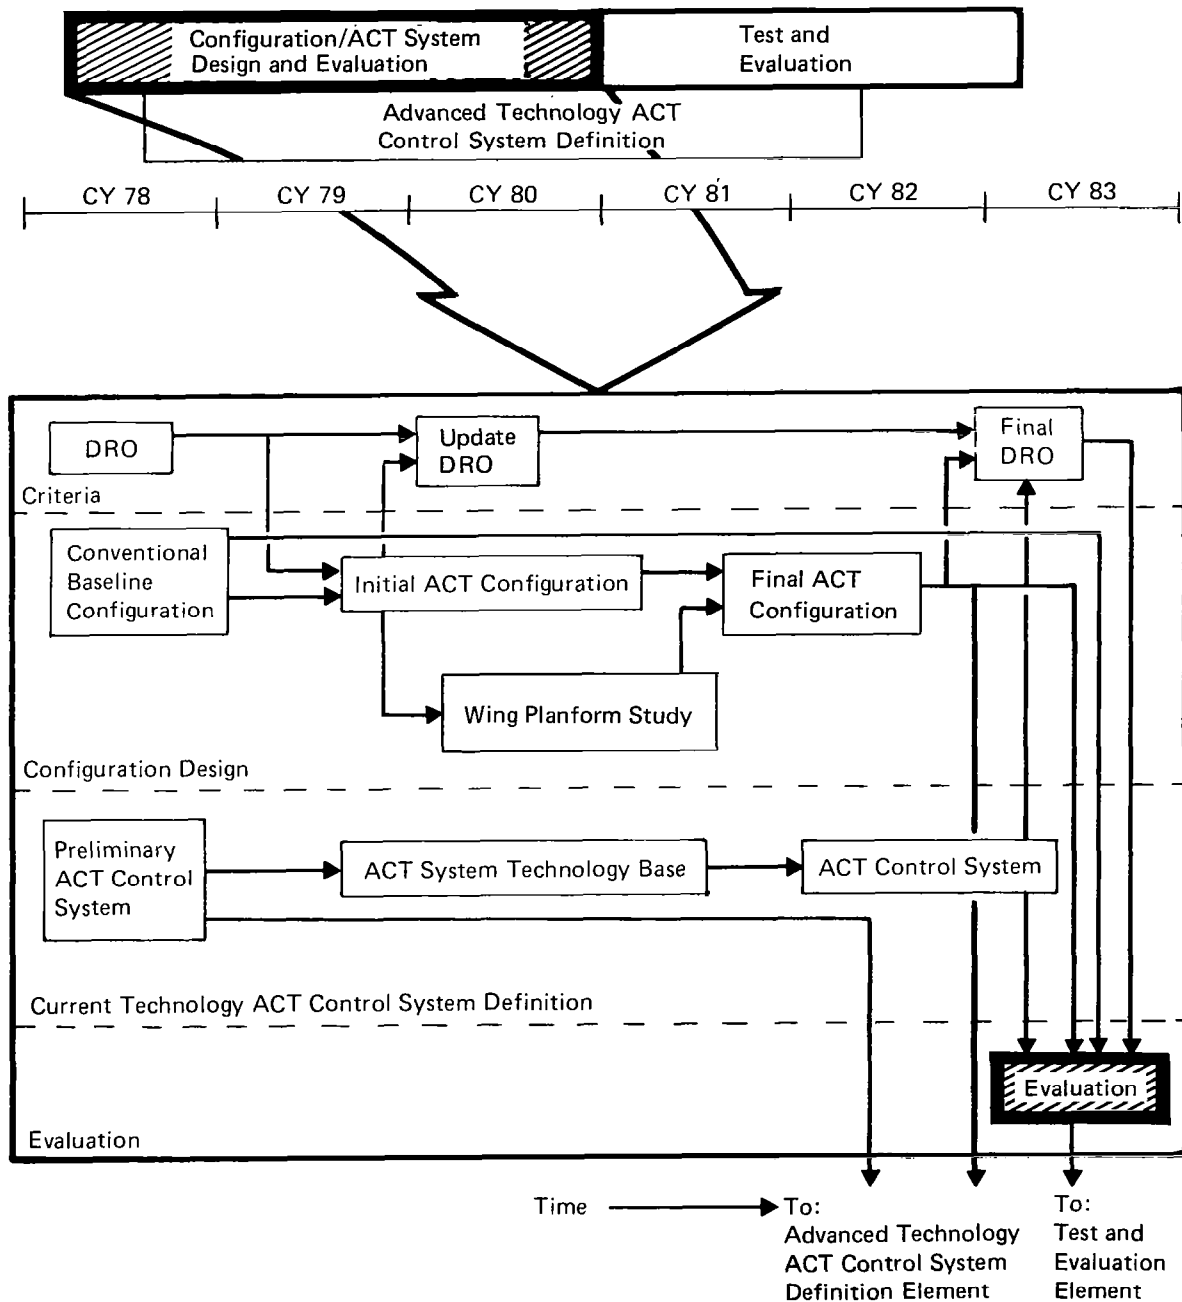 Configuration/ACT System
Design and Evaluation
Test and
Evaluation
Advanced Technology ACT
Control System Definition
CY 78
CY 79
CY 80
CY 81
CY 82
CY 83
DRO
Update
DRO
Final
DRO
Criteria
Conventional
Baseline
Configuration
Initial ACT Configuration
Final ACT
Configuration
Wing Planform Study
Configuration Design
Preliminary
ACT Control
System
ACT System Technology Base
ACT Control System
Current Technology ACT Control System Definition
Evaluation
Evaluation
Time
To:
Advanced Technology
ACT Control System
Definition Element
To:
Test and
Evaluation
Element